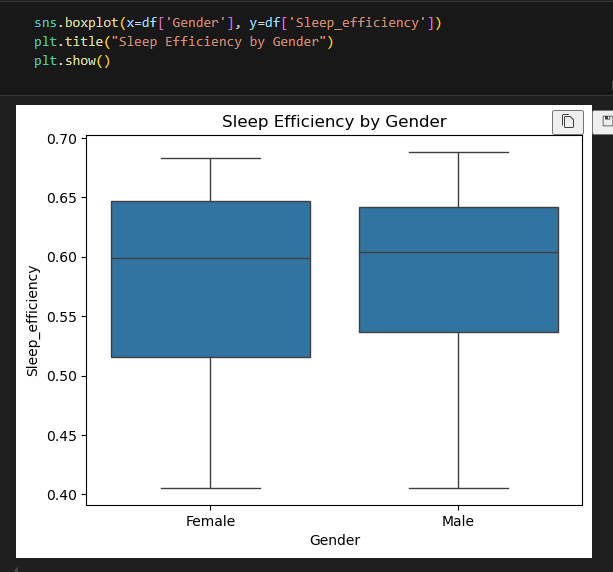 sns.boxplot(x=df['Gender'], y=df['Sleep_efficiency'])
plt.title("Sleep Efficiency by Gender")
plt.show()
Sleep Efficiency by Gender
0.70
0.65
0.60
0.55
0.50
0.45
0.40
Sleep_efficiency
Female
Male
Gender